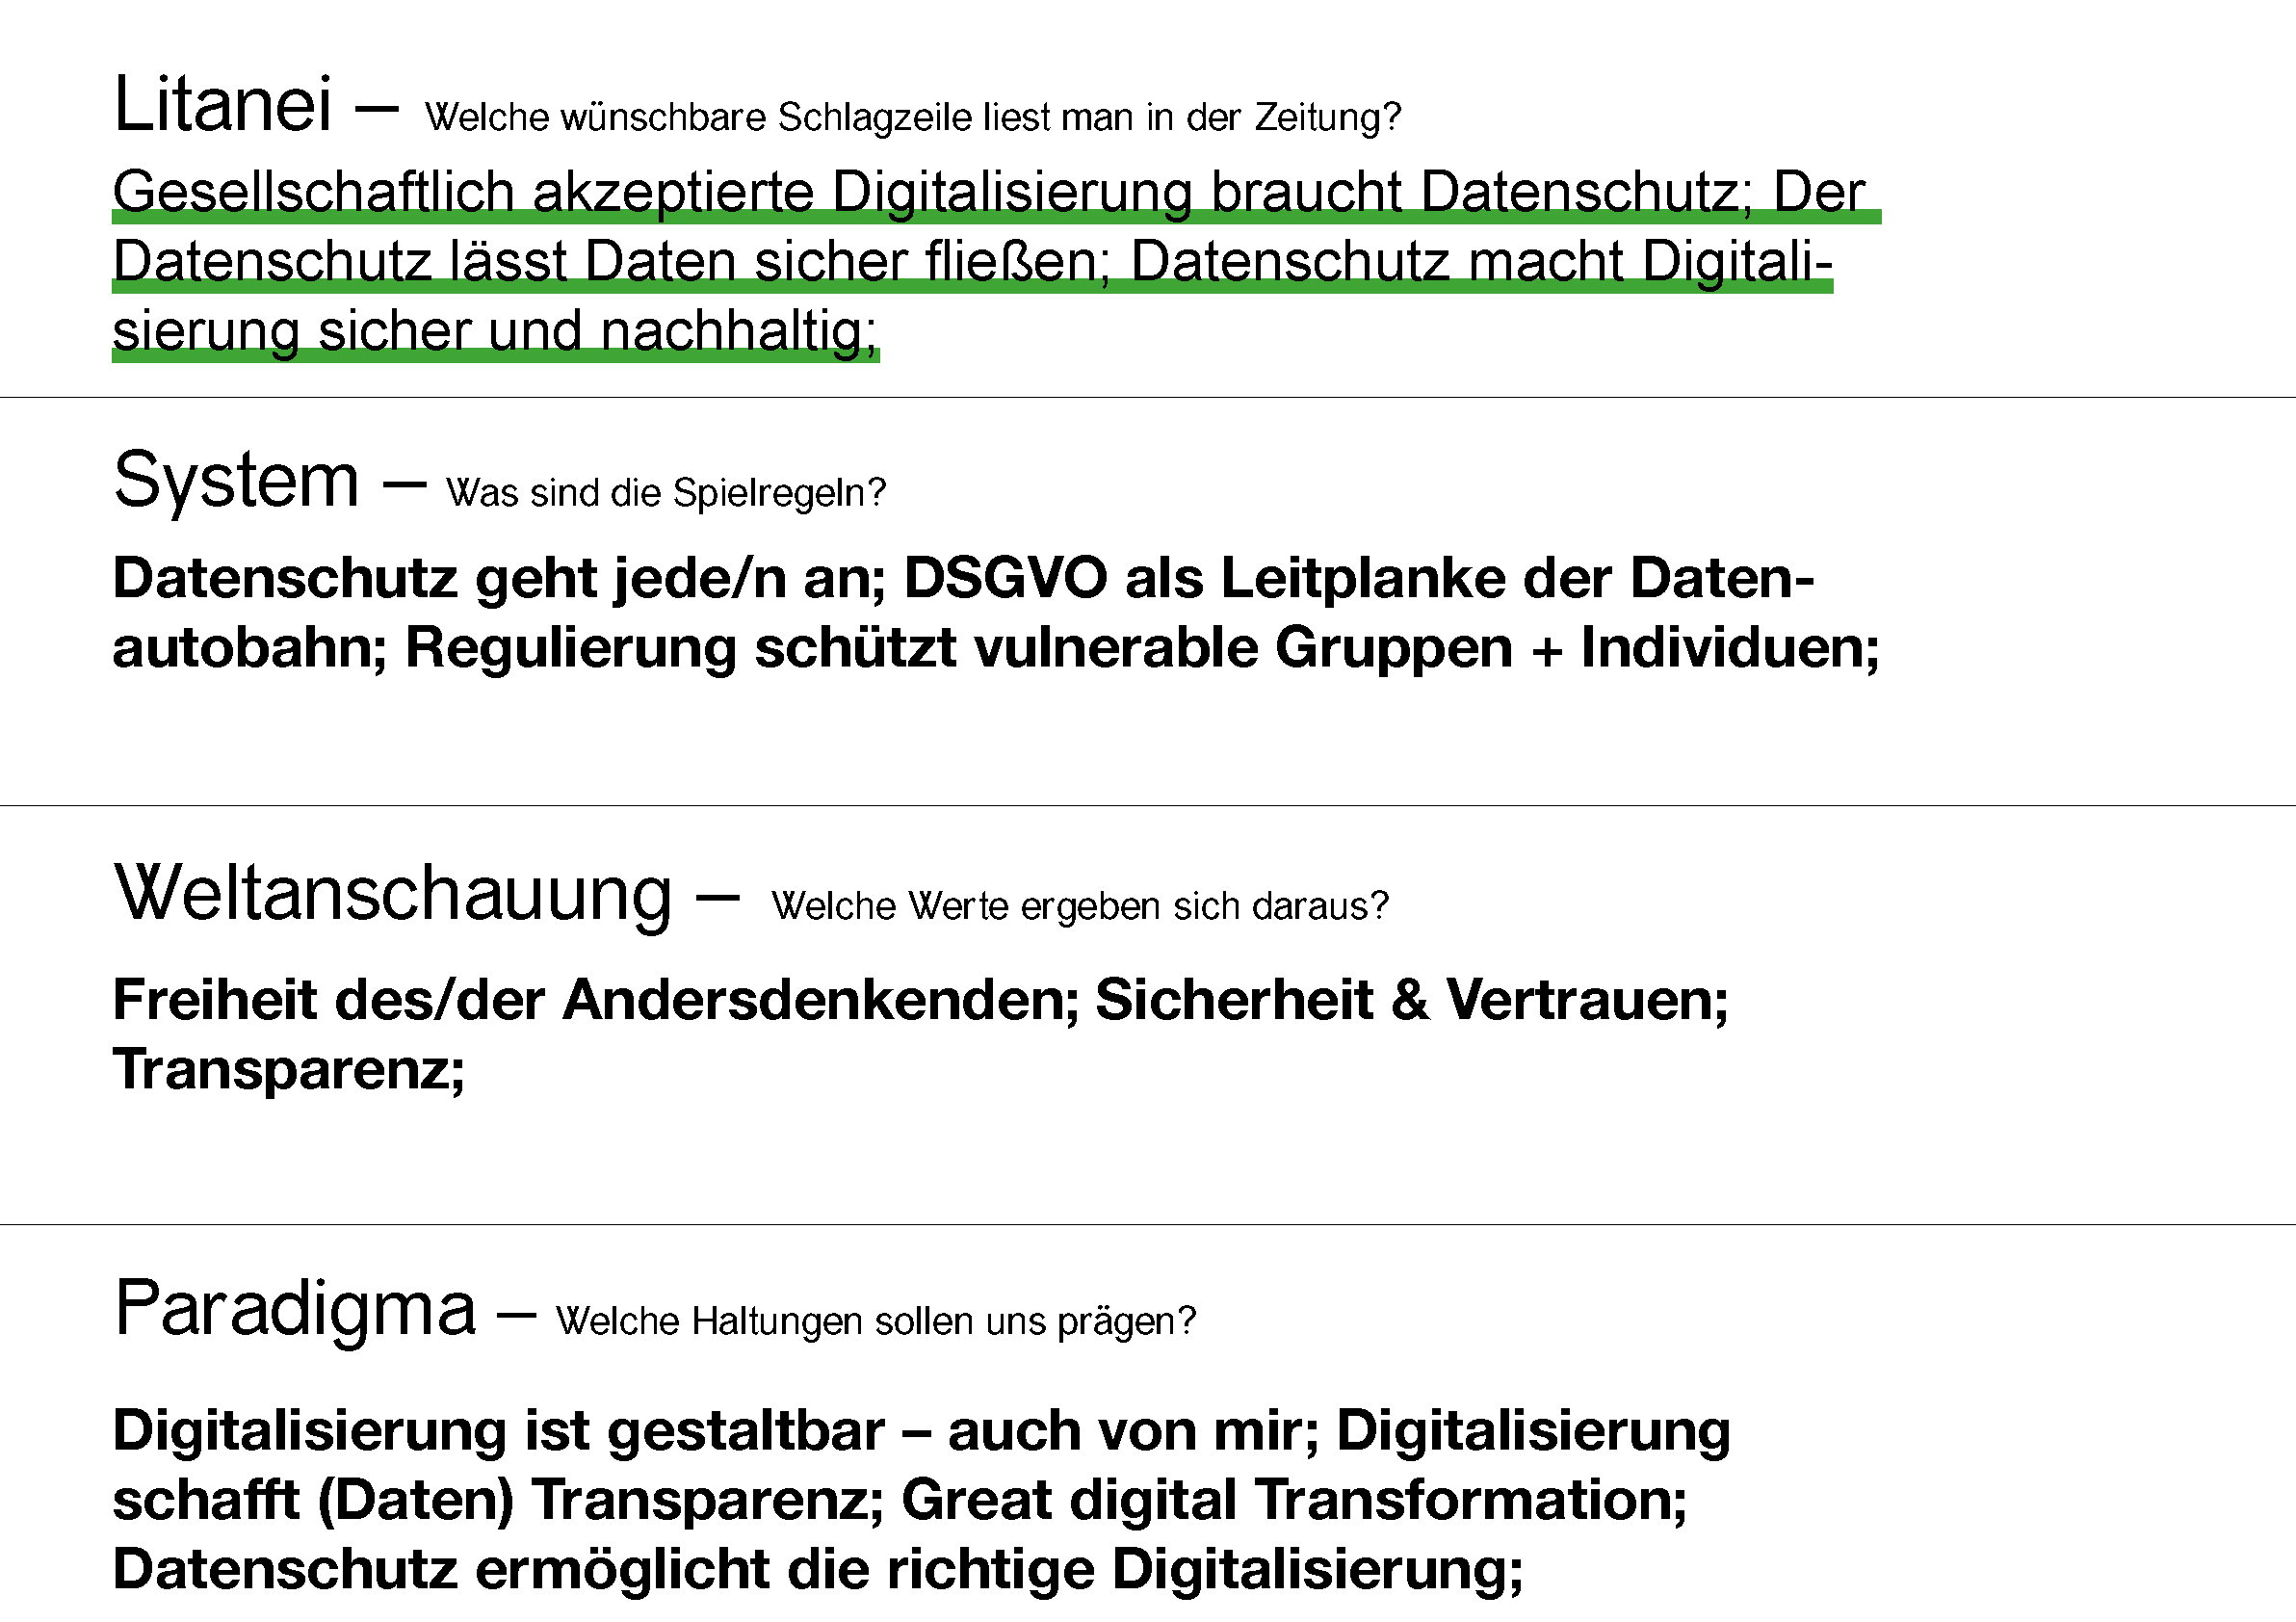 Litanei – Welche wünschbare Schlagzeile liest man in der Zeitung?
Gesellschaftlich akzeptierte Digitalisierung braucht Datenschutz; Der
Datenschutz lässt Daten sicher fließen; Datenschutz macht Digitali-
sierung sicher und nachhaltig;
System – Was sind die Spielregeln?
Datenschutz geht jede/n an; DSGVO als Leitplanke der Daten-
autobahn; Regulierung schützt vulnerable Gruppen + Individuen;
Weltanschauung – Welche Werte ergeben sich daraus?
Freiheit des/der Andersdenkenden; Sicherheit & Vertrauen;
Transparenz;
Paradigma – Welche Haltungen sollen uns prägen?
Digitalisierung ist gestaltbar – auch von mir; Digitalisierung
schafft (Daten) Transparenz; Great digital Transformation;
Datenschutz ermöglicht die richtige Digitalisierung;